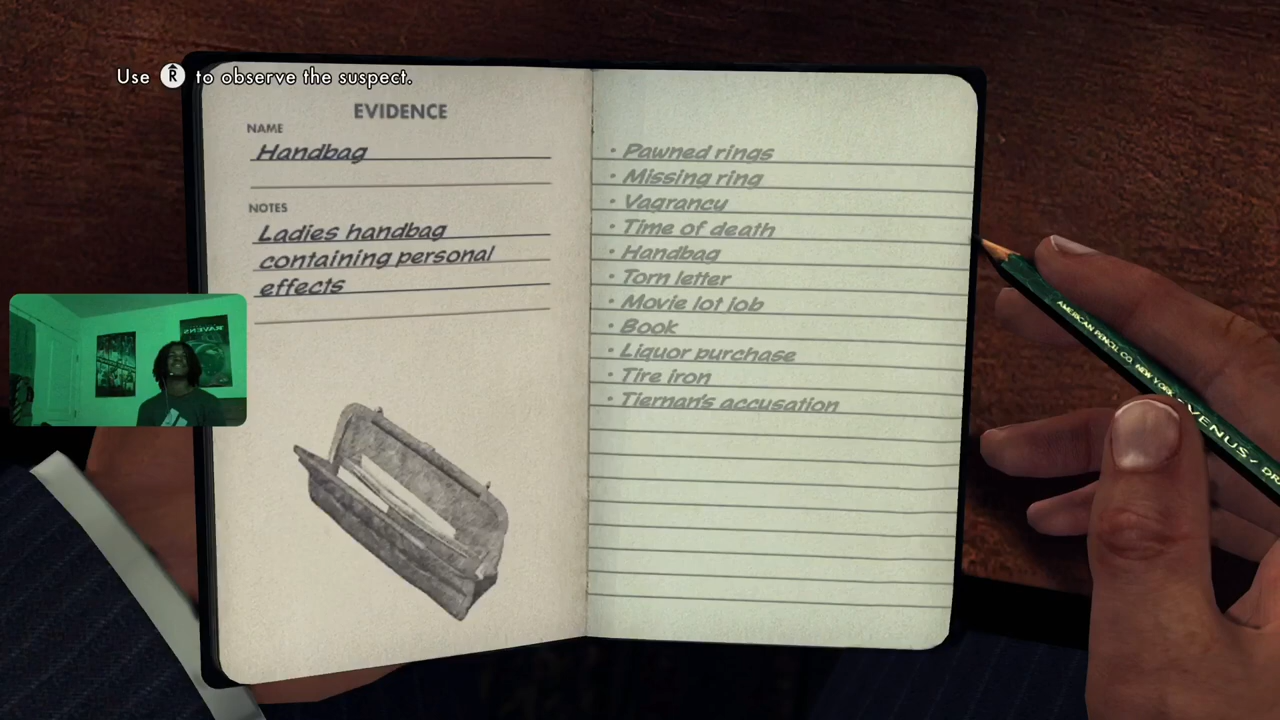 Use R to observe the suspect.
EVIDENCE
NAME
Handbag
NOTES
Ladies handbag
containing personal
effects
• Pawned rings
• Missing ring
• Vagrancy
• Time of death
• Handbag
• Torn letter
• Movie lot job
• Book
• Liquor purchase
• Tire iron
• Tiernan's accusation
AMERICAN PENCIL CO. NEW YORK
VENUS
RAVENS